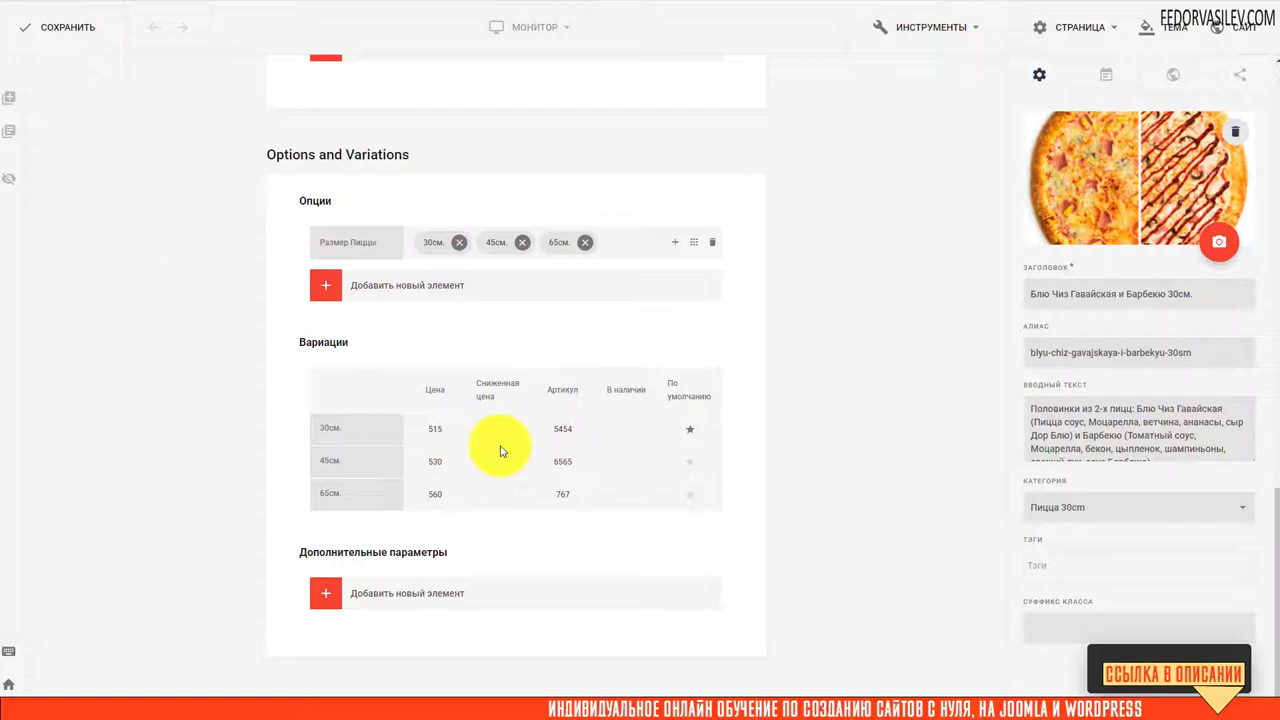 FEDORVASILEV.COM
СОХРАНИТЬ
МОНИТОР
ИНСТРУМЕНТЫ
СТРАНИЦА
ТЕМА
САЙТ
Options and Variations
Опции
Размер Пиццы 30см. 45см. 65см.
Добавить новый элемент
Вариации
Цена Сниженная цена Артикул В наличии По умолчанию
30см. 515 5454
45см. 530 6565
65см. 560 767
Дополнительные параметры
Добавить новый элемент
ЗАГОЛОВОК *
Блю Чиз Гавайская и Барбекю 30см.
АЛИАС
blyu-chiz-gavajskaya-i-barbekyu-30sm
ВВОДНЫЙ ТЕКСТ
Половинки из 2-х пицц: Блю Чиз Гавайская
(Пицца соус, Моцарелла, ветчина, ананасы, сыр
Дор Блю) и Барбекю (Томатный соус,
Моцарелла, бекон, цыпленок, шампиньоны,
КАТЕГОРИЯ
Пицца 30cm
ТЭГИ
Тэги
СУФФИКС КЛАССА
ССЫЛКА В ОПИСАНИИ
ИНДИВИДУАЛЬНОЕ ОНЛАЙН ОБУЧЕНИЕ ПО СОЗДАНИЮ САЙТОВ С НУЛЯ, НА JOOMLA И WORDPRESS